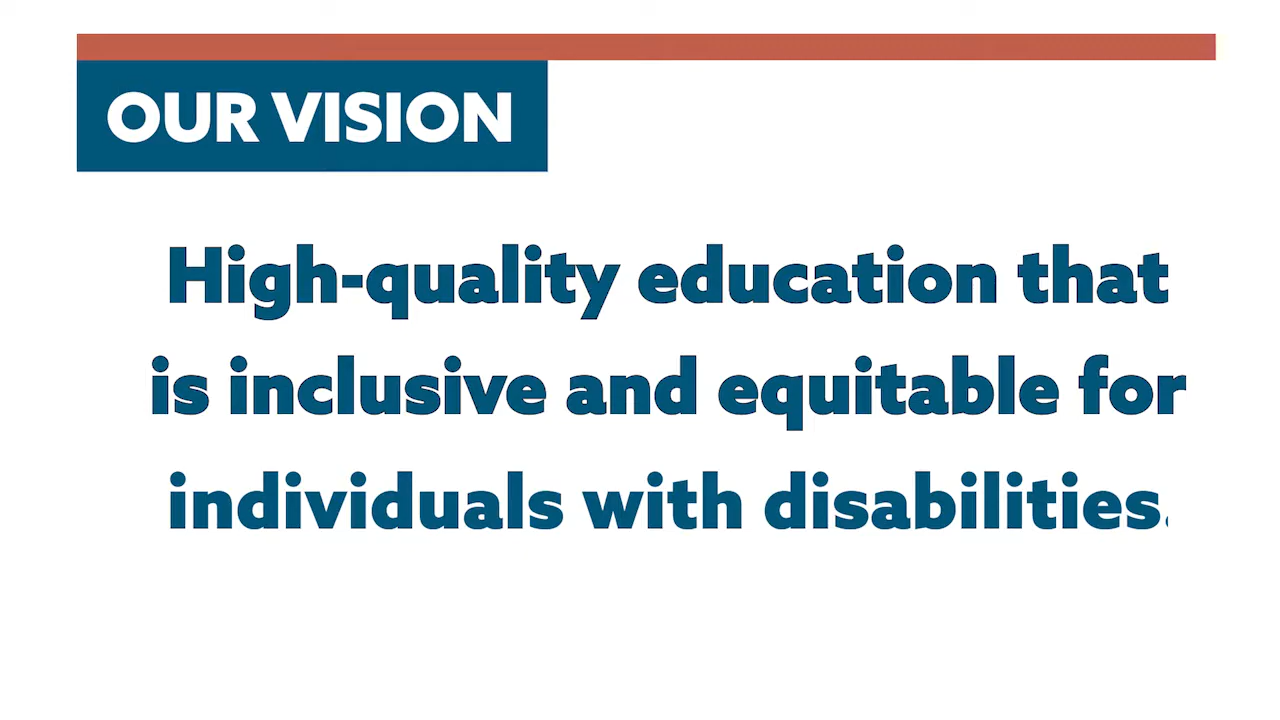 OUR VISION
High-quality education that
is inclusive and equitable for
individuals with disabilities.